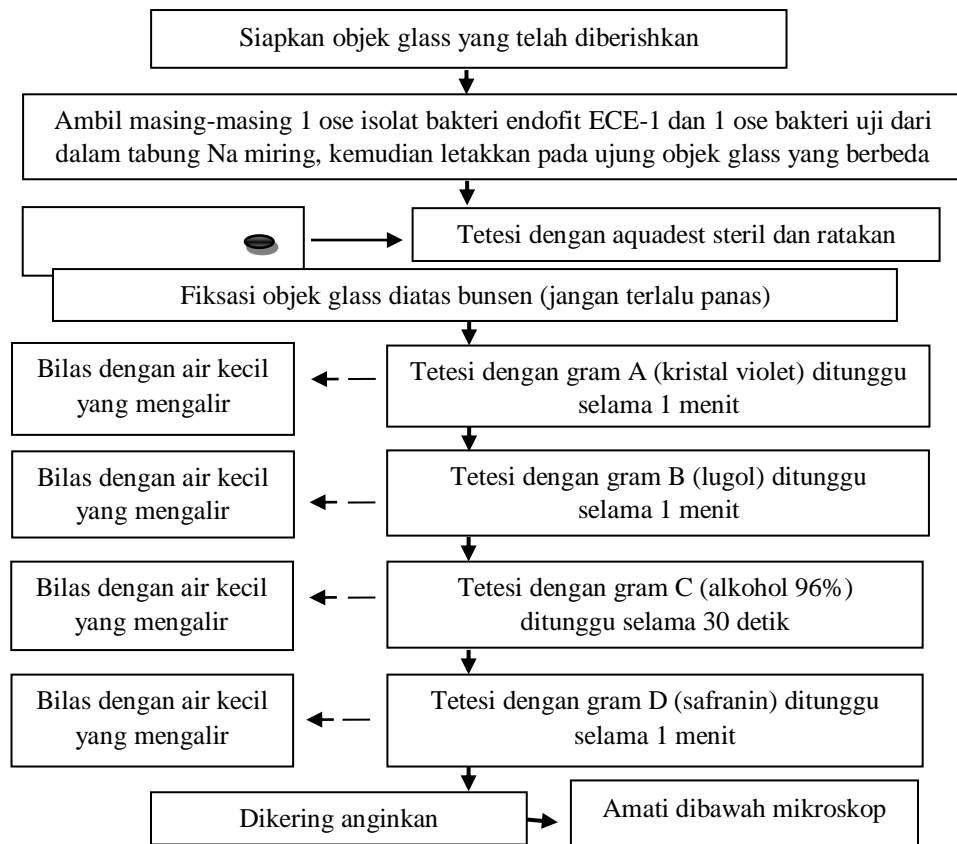 Siapkan objek glass yang telah diberishkan
Ambil masing-masing 1 ose isolat bakteri endofit ECE-1 dan 1 ose bakteri uji dari
dalam tabung Na miring, kemudian letakkan pada ujung objek glass yang berbeda
Tetesi dengan aquadest steril dan ratakan
Fiksasi objek glass diatas bunsen (jangan terlalu panas)
Tetesi dengan gram A (kristal violet) ditunggu
selama 1 menit
Bilas dengan air kecil
yang mengalir
Tetesi dengan gram B (lugol) ditunggu
selama 1 menit
Bilas dengan air kecil
yang mengalir
Tetesi dengan gram C (alkohol 96%)
ditunggu selama 30 detik
Bilas dengan air kecil
yang mengalir
Tetesi dengan gram D (safranin) ditunggu
selama 1 menit
Bilas dengan air kecil
yang mengalir
Dikering anginkan
Amati dibawah mikroskop